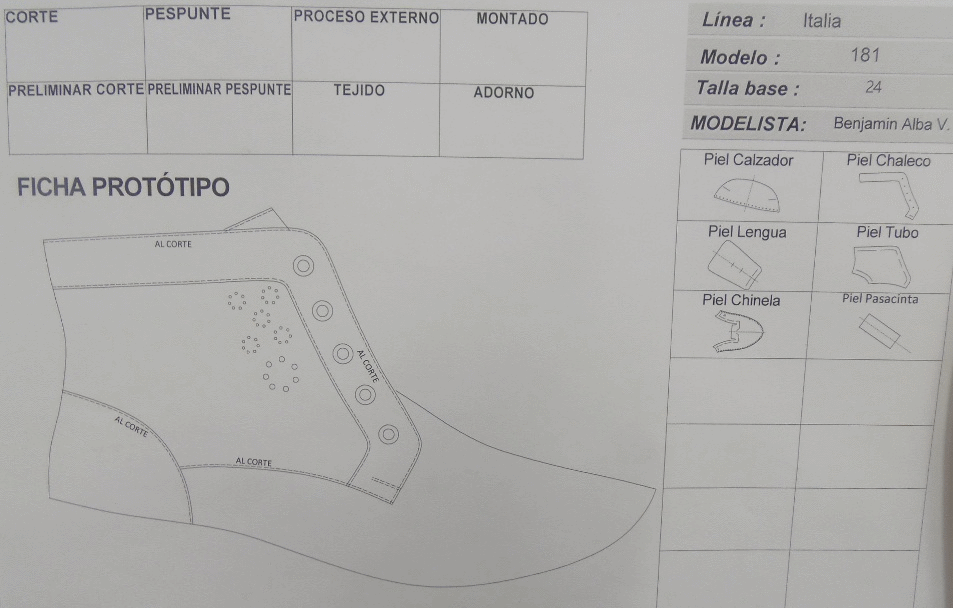 CORTE
PESPUNTE
PROCESO EXTERNO
MONTADO
PRELIMINAR CORTE
PRELIMINAR PESPUNTE
TEJIDO
ADORNO
Línea : Italia
Modelo : 181
Talla base : 24
MODELISTA: Benjamin Alba V.
FICHA PROTÓTIPO
AL CORTE
AL CORTE
AL CORTE
AL CORTE
Piel Calzador
Piel Chaleco
Piel Lengua
Piel Tubo
Piel Chinela
Piel Pasacinta